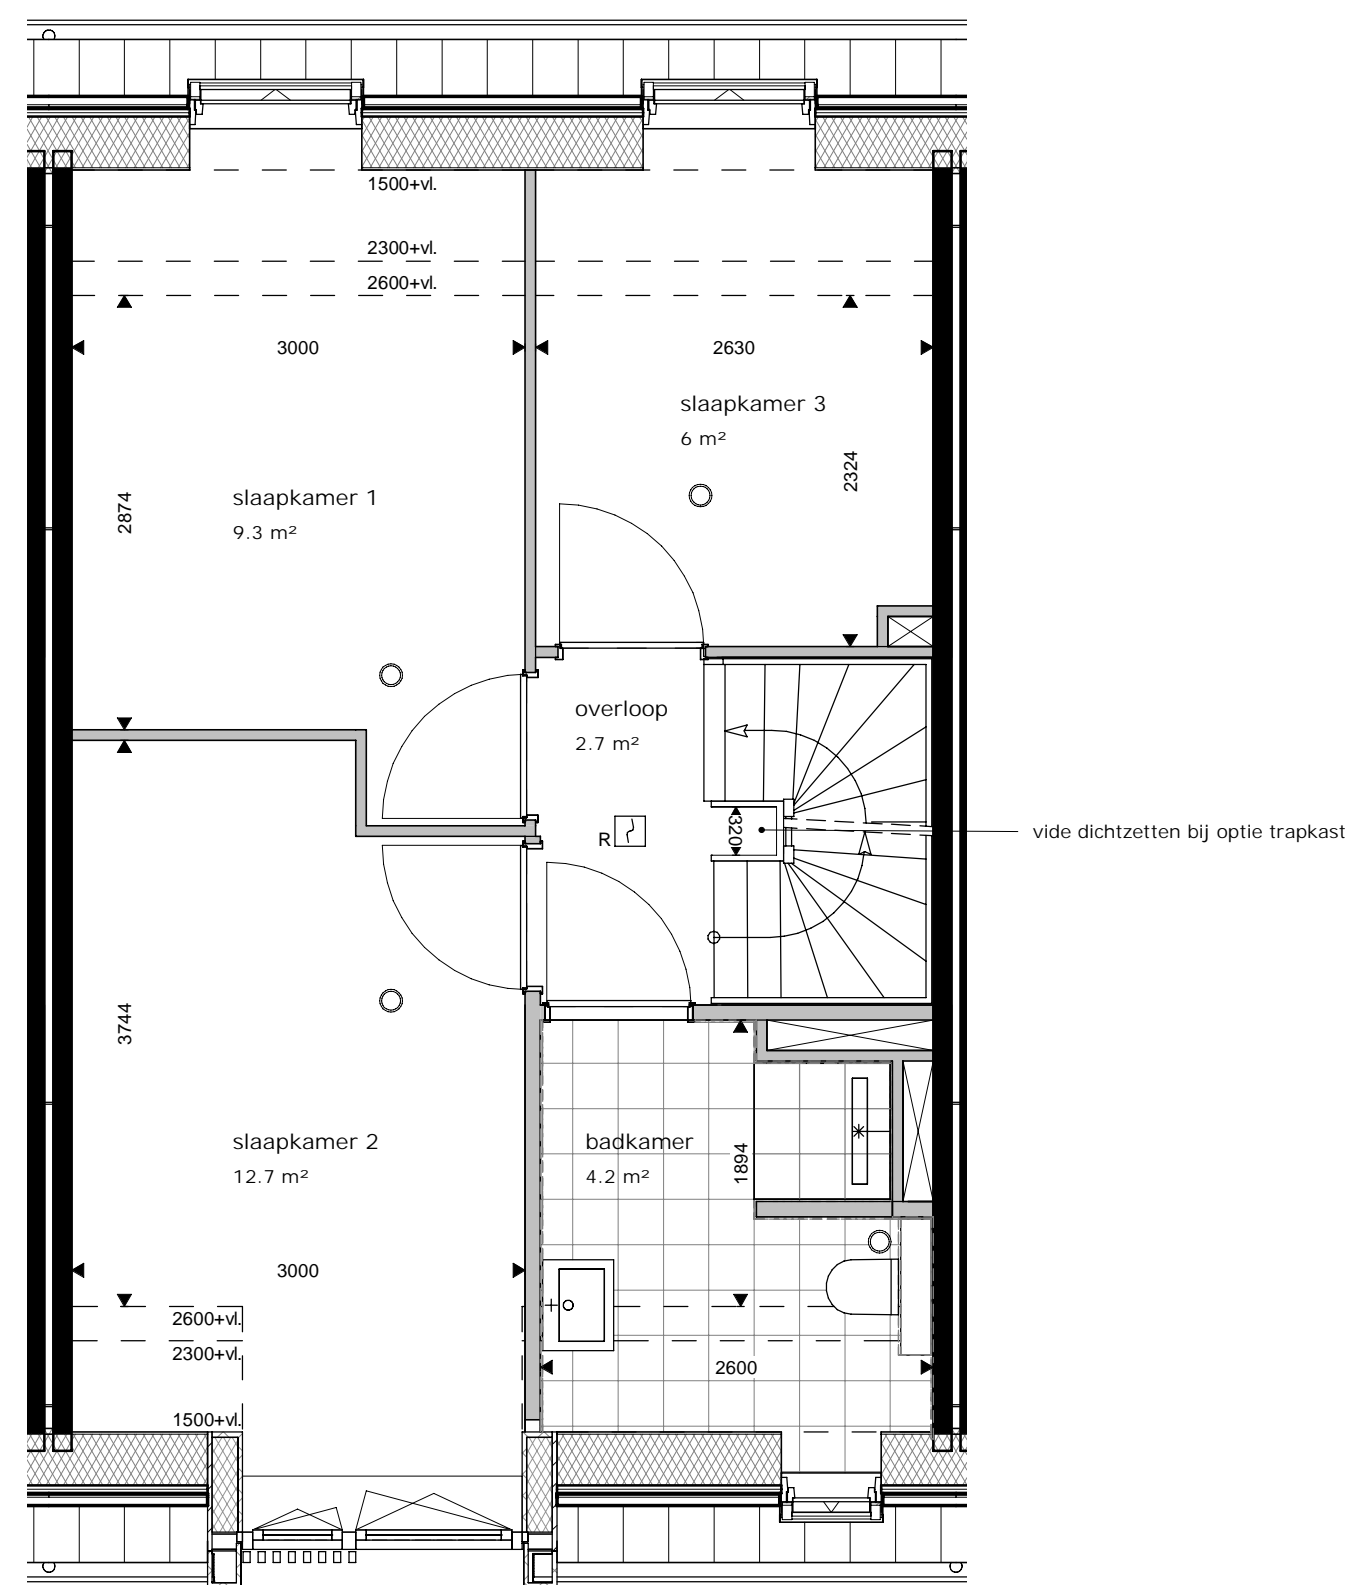 1500+vl.
2300+vl.
2600+vl.
3000
2630
slaapkamer 3
6 m²
2324
slaapkamer 1
9.3 m²
2874
overloop
2.7 m²
R
320
vide dichtzetten bij optie trapkast
3744
slaapkamer 2
12.7 m²
badkamer
4.2 m²
1894
3000
2600+vl.
2300+vl.
2600
1500+vl.